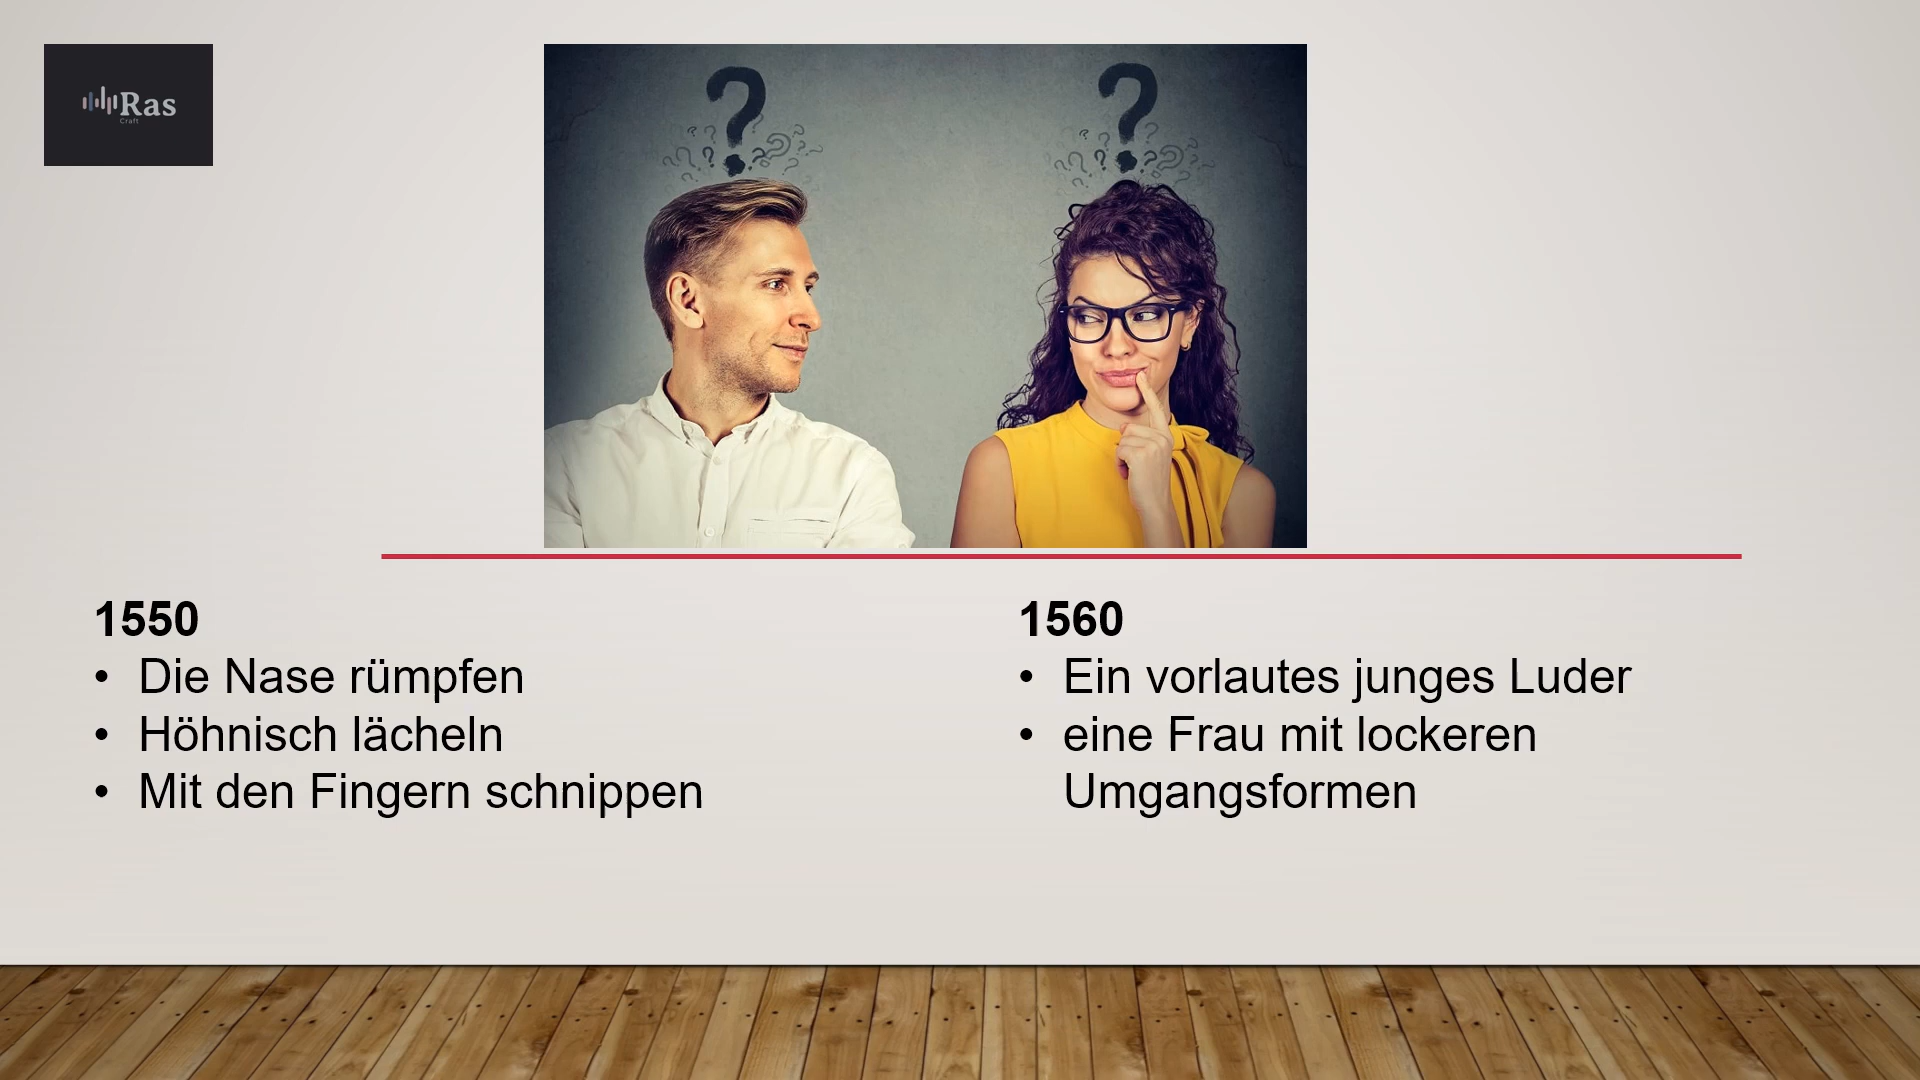 Ras
Craft
1550
• Die Nase rümpfen
• Höhnisch lächeln
• Mit den Fingern schnippen
1560
• Ein vorlautes junges Luder
• eine Frau mit lockeren
Umgangsformen